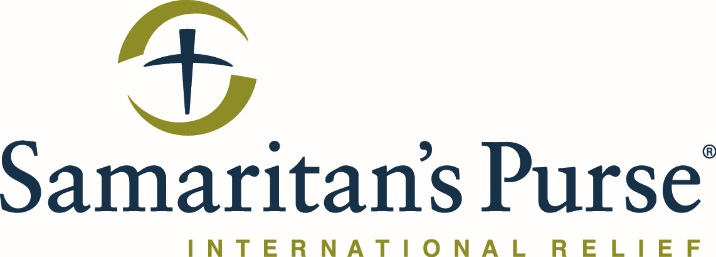 Samaritan's Purse®
INTERNATIONAL RELIEF